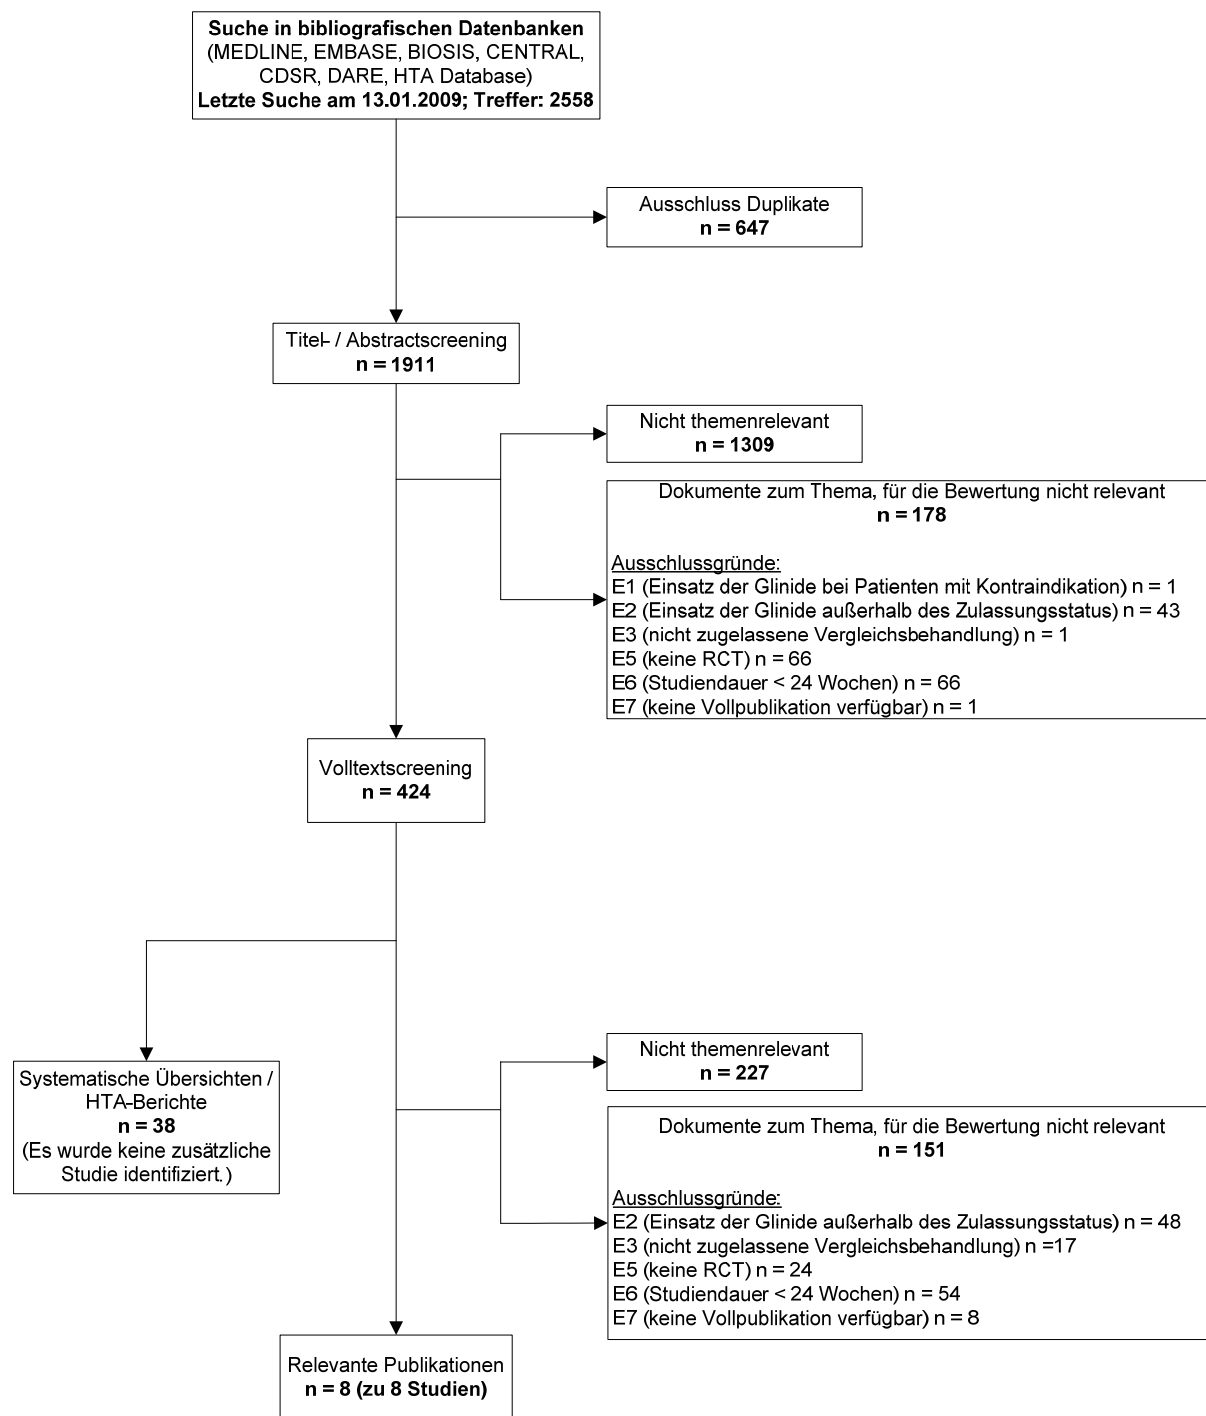 Suche in bibliografischen Datenbanken
(MEDLINE, EMBASE, BIOSIS, CENTRAL,
CDSR, DARE, HTA Database)
Letzte Suche am 13.01.2009; Treffer: 2558
Ausschluss Duplikate
n = 647
Titel- / Abstractscreening
n = 1911
Nicht themenrelevant
n = 1309
Dokumente zum Thema, für die Bewertung nicht relevant
n = 178
Ausschlussgründe:
E1 (Einsatz der Glinide bei Patienten mit Kontraindikation) n = 1
E2 (Einsatz der Glinide außerhalb des Zulassungsstatus) n = 43
E3 (nicht zugelassene Vergleichsbehandlung) n = 1
E5 (keine RCT) n = 66
E6 (Studiendauer < 24 Wochen) n = 66
E7 (keine Vollpublikation verfügbar) n = 1
Volltextscreening
n = 424
Systematische Übersichten /
HTA-Berichte
n = 38
(Es wurde keine zusätzliche
Studie identifiziert.)
Nicht themenrelevant
n = 227
Dokumente zum Thema, für die Bewertung nicht relevant
n = 151
Ausschlussgründe:
E2 (Einsatz der Glinide außerhalb des Zulassungsstatus) n = 48
E3 (nicht zugelassene Vergleichsbehandlung) n =17
E5 (keine RCT) n = 24
E6 (Studiendauer < 24 Wochen) n = 54
E7 (keine Vollpublikation verfügbar) n = 8
Relevante Publikationen
n = 8 (zu 8 Studien)